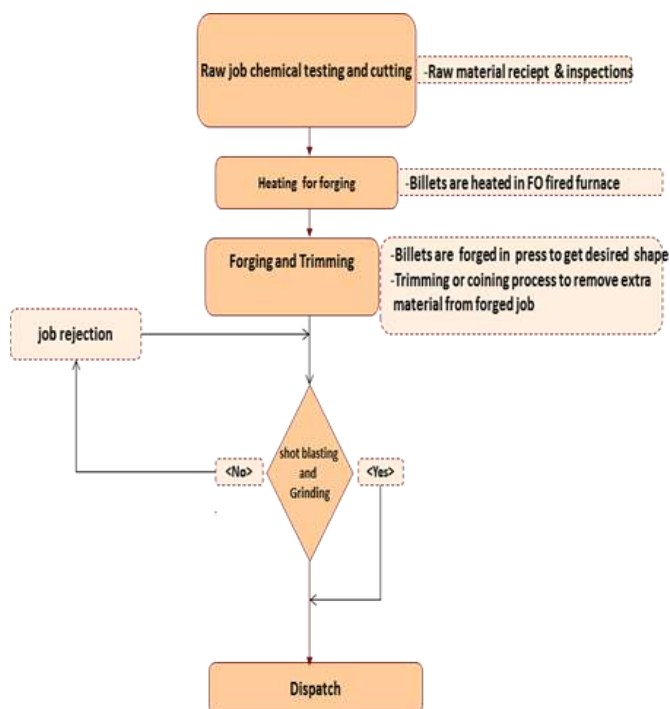 Raw job chemical testing and cutting
-Raw material reciept & inspections
Heating for forging
-Billets are heated in FO fired furnace
Forging and Trimming
-Billets are forged in press to get desired shape
-Trimming or coining process to remove extra
material from forged job
job rejection
<No>
shot blasting
and
Grinding
<Yes>
Dispatch